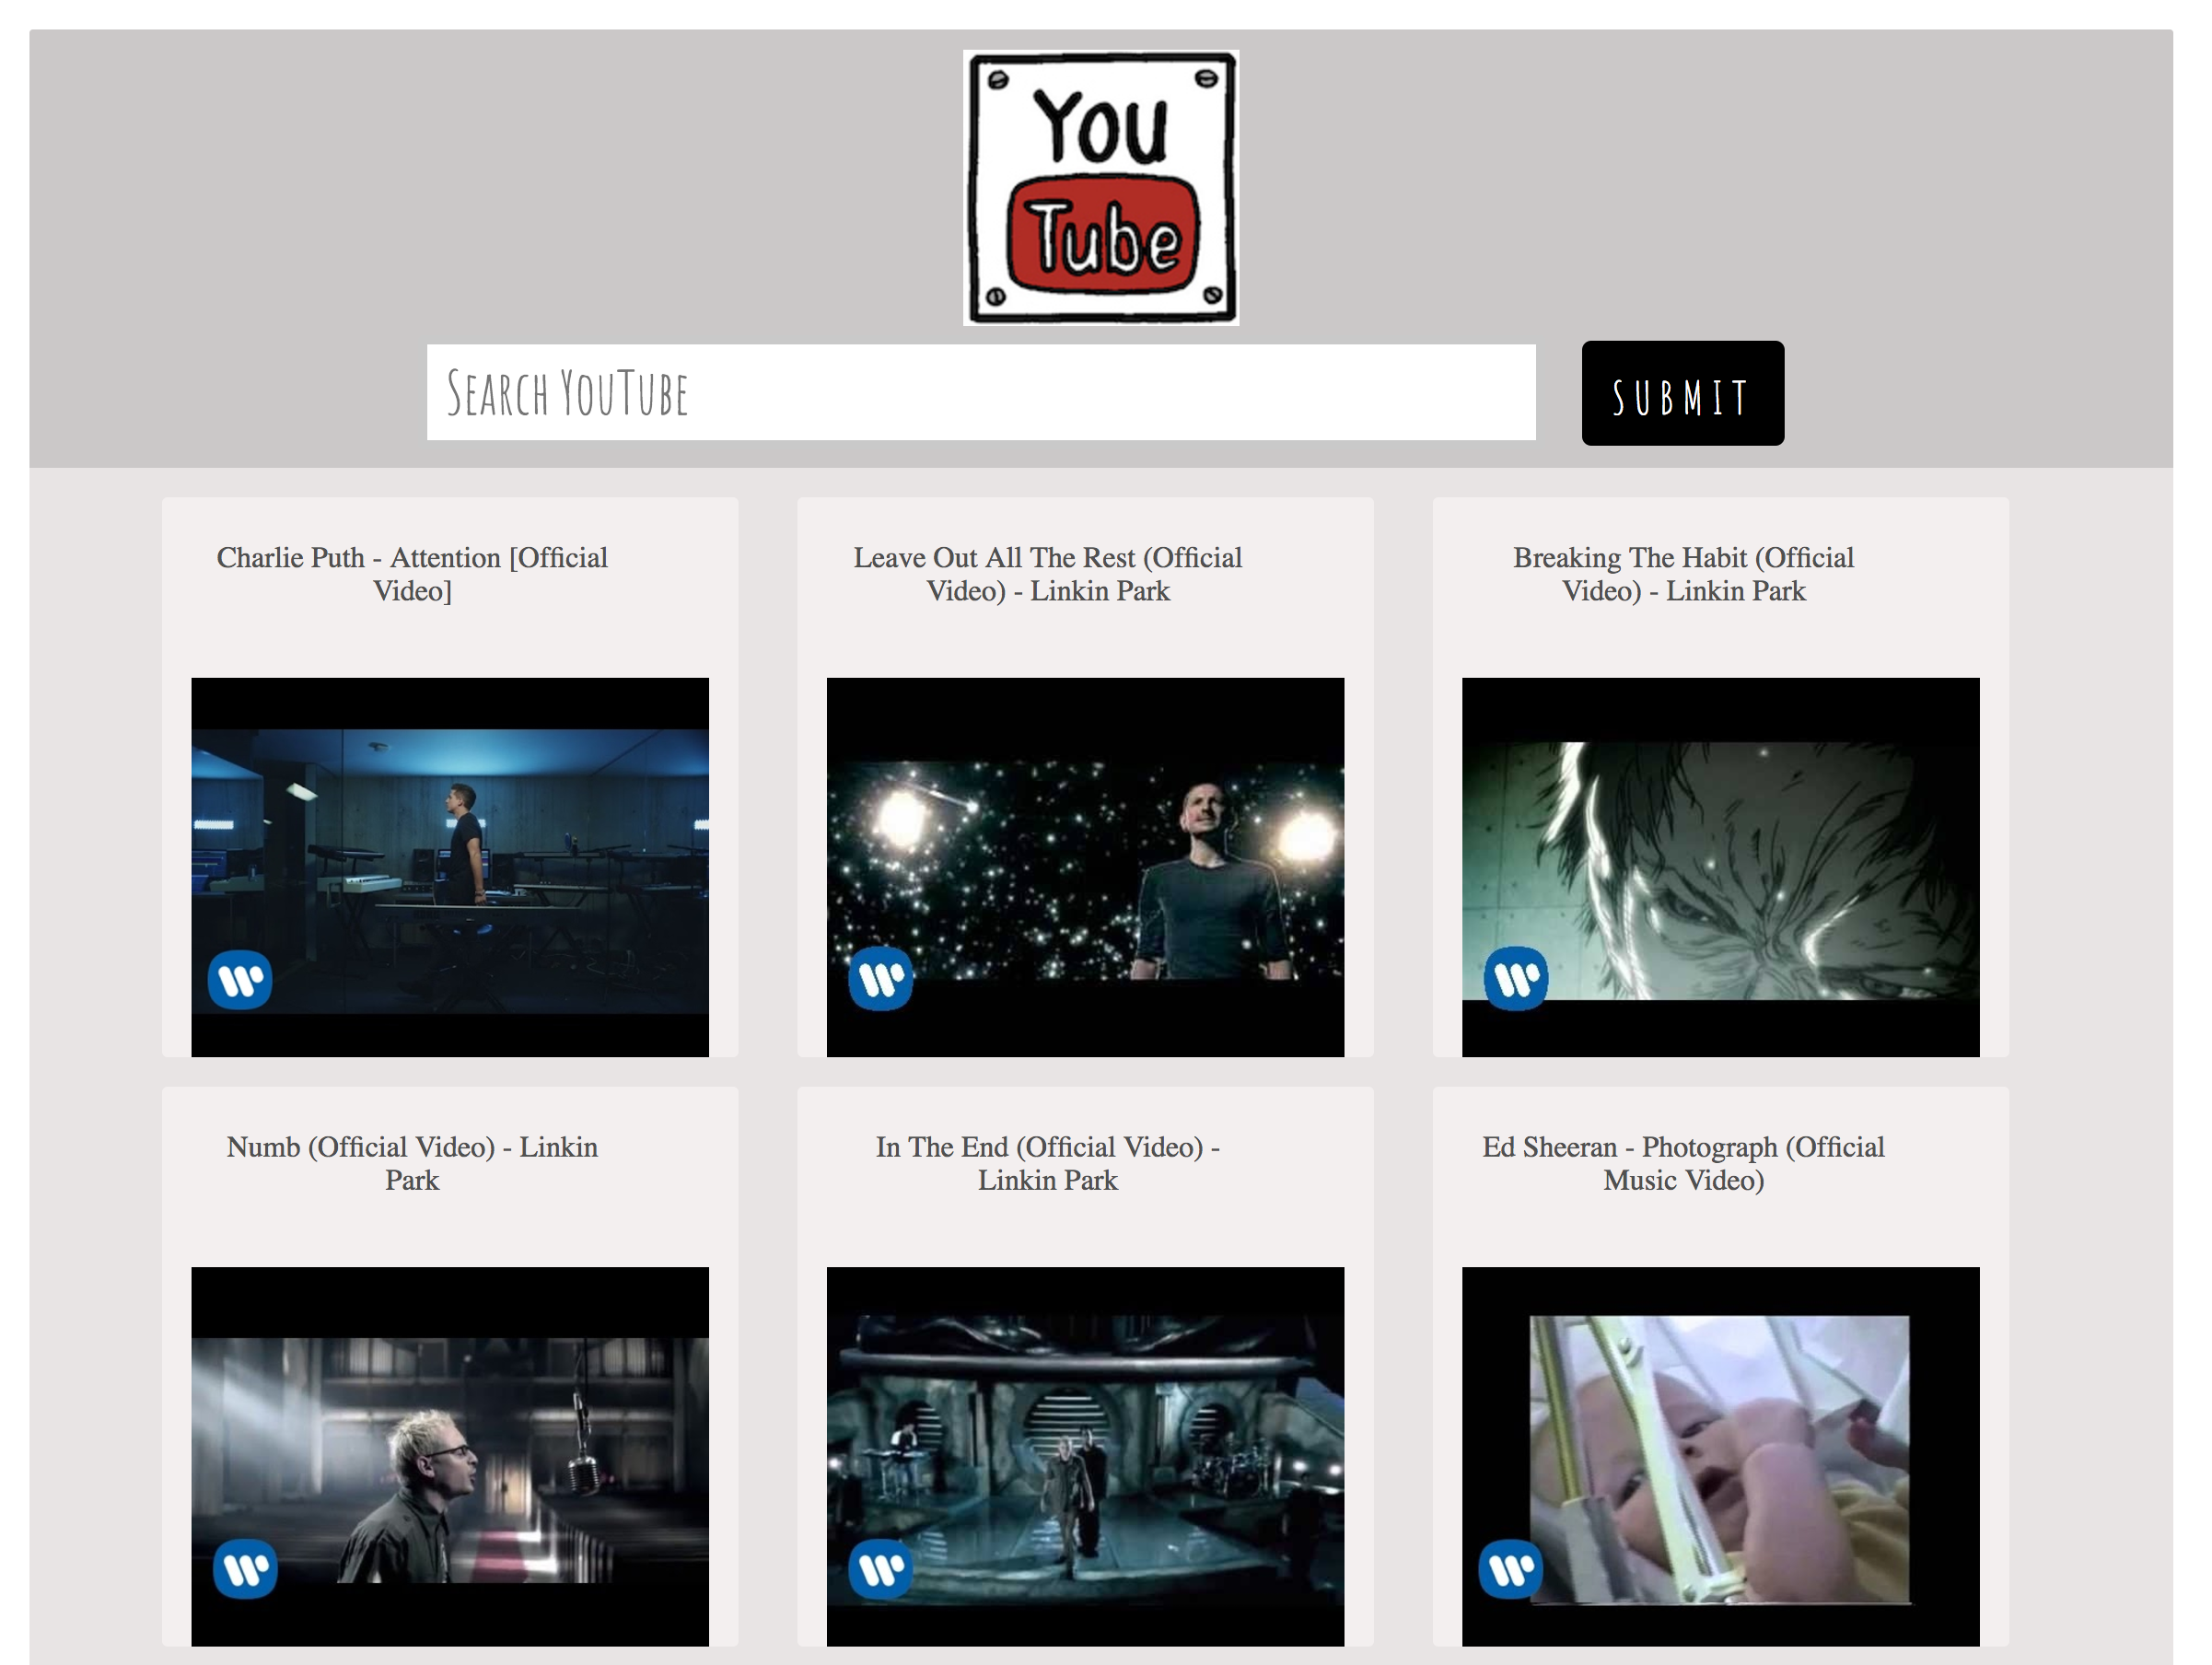 You
Tube
Search YouTube
SUBMIT
Charlie Puth - Attention [Official
Video]
Leave Out All The Rest (Official
Video) - Linkin Park
Breaking The Habit (Official
Video) - Linkin Park
Numb (Official Video) - Linkin
Park
In The End (Official Video) -
Linkin Park
Ed Sheeran - Photograph (Official
Music Video)